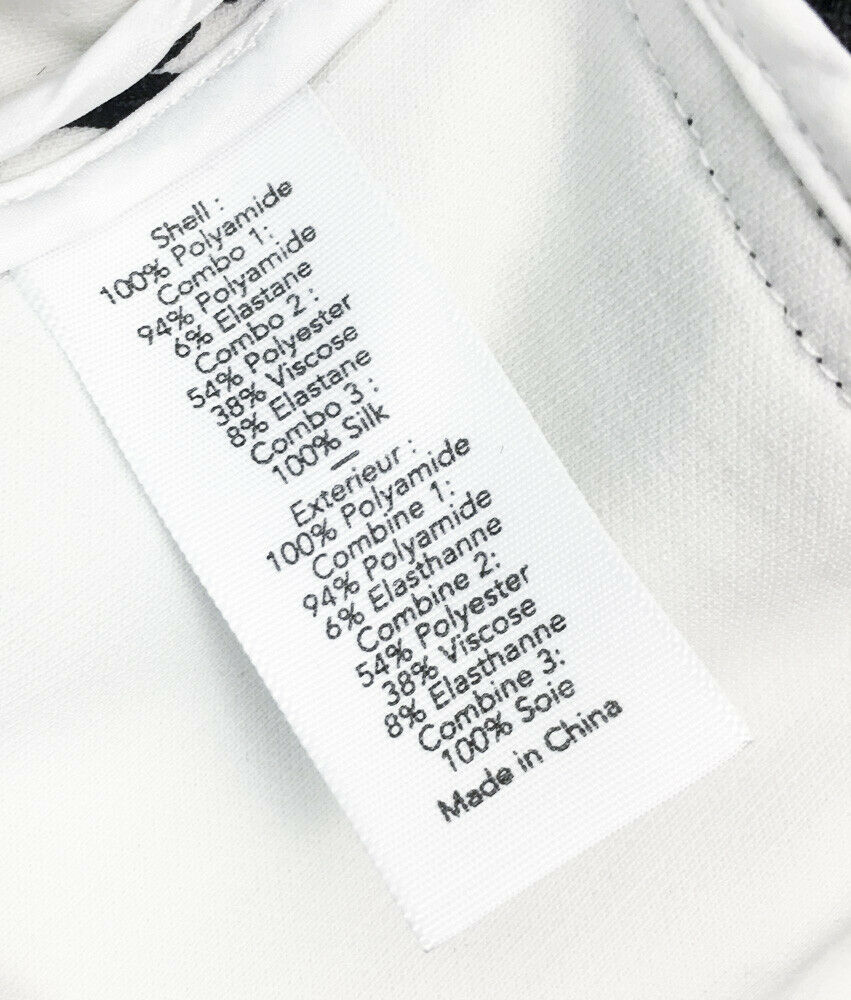 Shell :
100% Polyamide
Combo 1:
94% Polyamide
6% Elastane
Combo 2 :
54% Polyester
38% Viscose
8% Elastane
Combo 3 :
100% Silk
—
Exterieur :
100% Polyamide
Combine 1:
94% Polyamide
6% Elasthanne
Combine 2:
54% Polyester
38% Viscose
8% Elasthanne
Combine 3:
100% Soie
Made in China